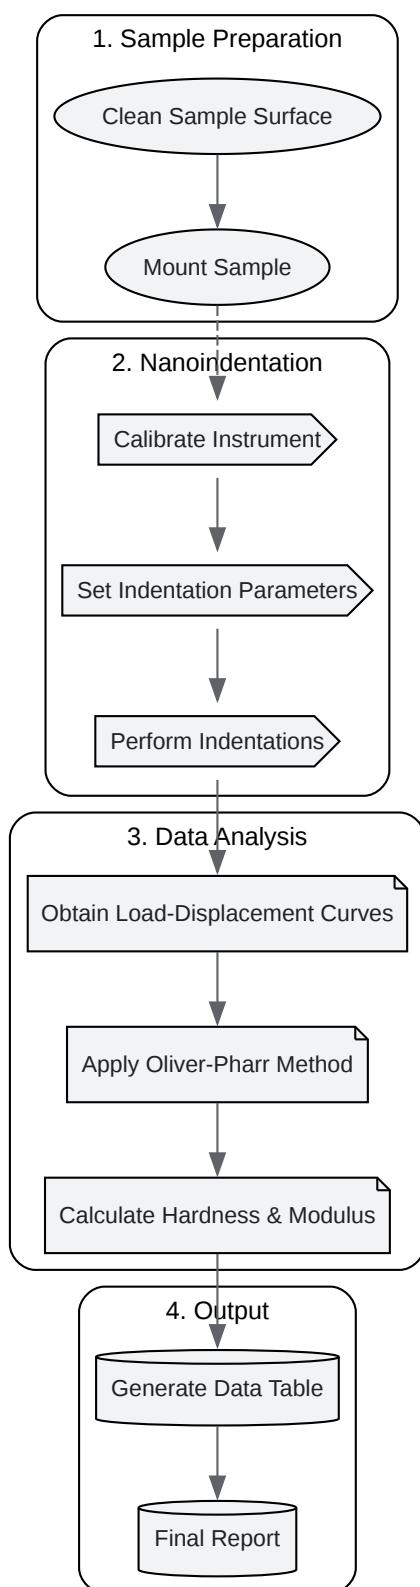 1. Sample Preparation
Clean Sample Surface
Mount Sample
2. Nanoindentation
Calibrate Instrument
Set Indentation Parameters
Perform Indentations
3. Data Analysis
Obtain Load-Displacement Curves
Apply Oliver-Pharr Method
Calculate Hardness & Modulus
4. Output
Generate Data Table
Final Report